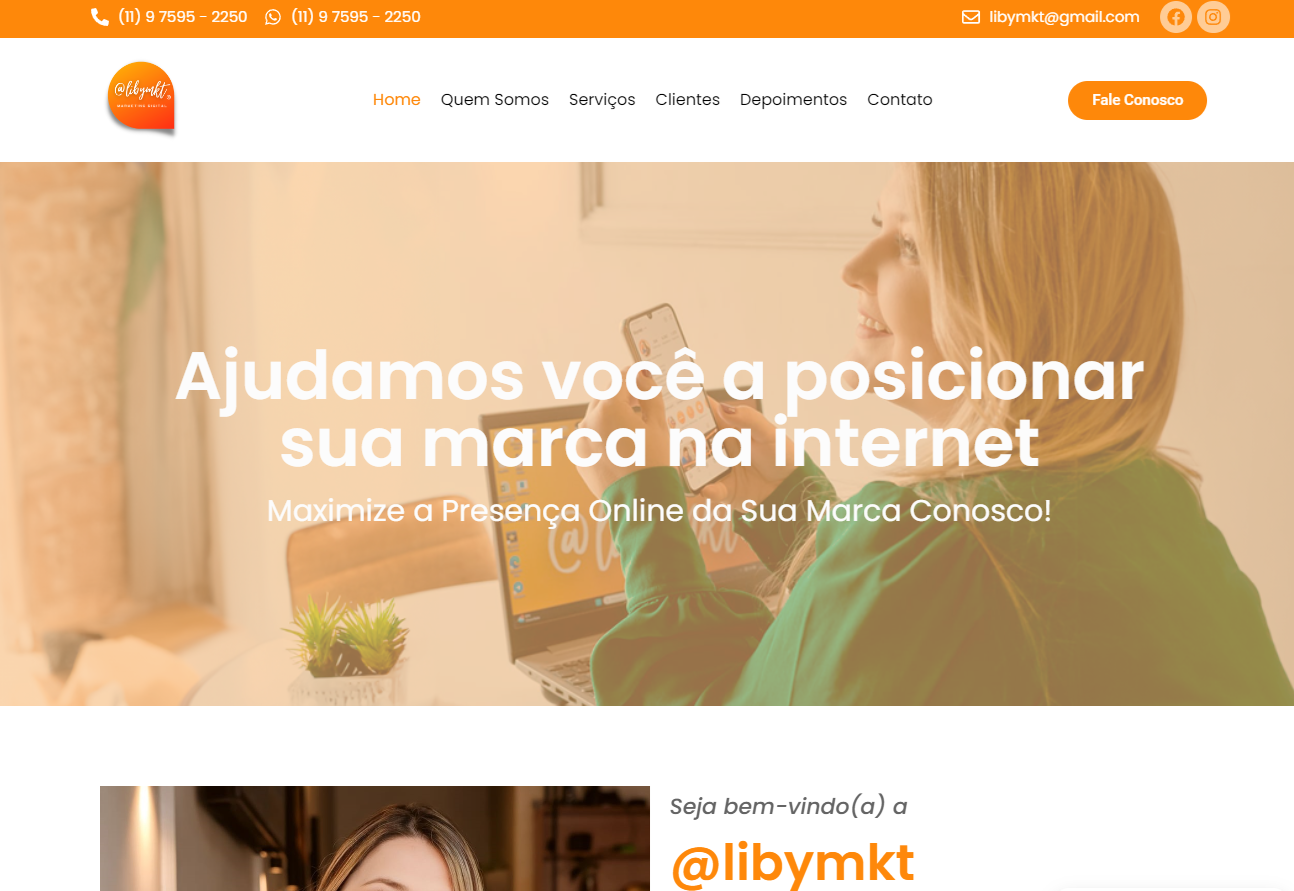 (11) 9 7595 - 2250 (11) 9 7595 - 2250 libymkt@gmail.com
@libymkt
MARKETING DIGITAL
Home Quem Somos Serviços Clientes Depoimentos Contato
Fale Conosco
Ajudamos você a posicionar
sua marca na internet
Maximize a Presença Online da Sua Marca Conosco!
Seja bem-vindo(a) a
@libymkt